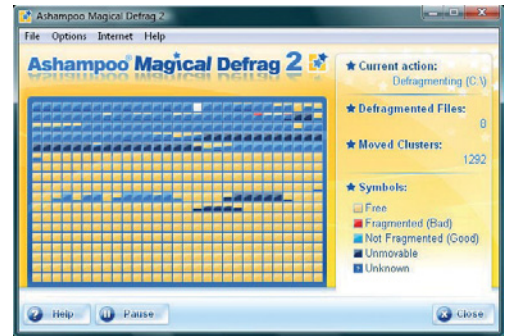 Ashampoo Magical Defrag 2
File Options Internet Help
Ashampoo Magical Defrag 2
Current action:
Defragmenting (C:\)
Defragmented Files:
8
Moved Clusters:
1292
Symbols:
Free
Fragmented (Bad)
Not Fragmented (Good)
Unmovable
Unknown
Help
Pause
Close